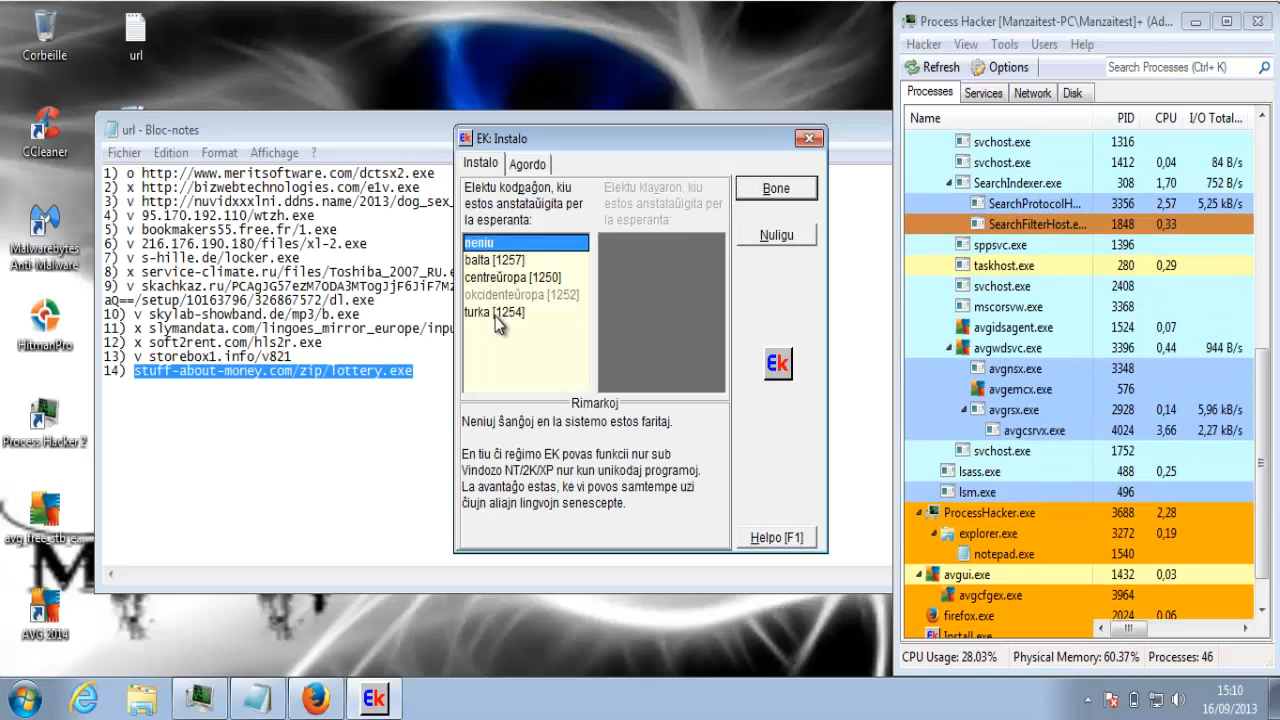 Corbeille
url
CCleaner
Malwarebytes
Anti-Malware
HitmanPro
Process Hacker 2
avg_free_stb_e...
AVG 2014
url - Bloc-notes
Fichier Edition Format Affichage ?
1) o http://www.meritsoftware.com/dctsx2.exe
2) x http://bizwebtechnologies.com/e1v.exe
3) v http://nuvidxxxlni.ddns.name/2013/dog_sex_
4) v 95.170.192.110/wtzh.exe
5) v bookmakers55.free.fr/1.exe
6) v 216.176.190.180/files/xl-2.exe
7) v s-hille.de/locker.exe
8) x service-climate.ru/files/Toshiba_2007_RU.e
9) v skachkaz.ru/PCAgJG57ezM7ODA3MTogJjF6JjF7Mz
aQ==/setup/10163796/326867572/dl.exe
10) v skylab-showband.de/mp3/b.exe
11) x slymandata.com/lingoes_mirror_europe/inpu
12) x soft2rent.com/hls2r.exe
13) v storebox1.info/v821
14) stuff-about-money.com/zip/lottery.exe
EK: Instalo
Instalo Agordo
Elektu kodpaĝon, kiu
estos anstataŭigita per
la esperanta:
Elektu klavaron, kiu
estos anstataŭigita per
la esperanta:
neniu
balta [1257]
centreŭropa [1250]
okcidenteŭropa [1252]
turka [1254]
Bone
Nuligu
Ek
Rimarkoj
Neniuj ŝanĝoj en la sistemo estos faritaj.
En tiu ĉi reĝimo EK povas funkcii nur sub
Vindozo NT/2K/XP nur kun unikodaj programoj.
La avantaĝo estas, ke vi povos samtempe uzi
ĉiujn aliajn lingvojn senescepte.
Helpo [F1]
Process Hacker [Manzaitest-PC\Manzaitest]+ (Ad...
Hacker View Tools Users Help
Refresh Options Search Processes (Ctrl+ K)
Processes Services Network Disk
Name PID CPU I/O Total...
svchost.exe 1316
svchost.exe 1412 0,04 84 B/s
SearchIndexer.exe 308 1,70 752 B/s
SearchProtocolH... 3356 2,57 5,25 kB/s
SearchFilterHost.e... 1848 0,33
sppsvc.exe 1396
taskhost.exe 280 0,29
svchost.exe 2286
mscorsvw.exe 3308
avgidsagent.exe 1524 0,07
avgwdsvc.exe 3396 0,44 944 B/s
avgnsx.exe 3348
avgemcx.exe 576
avgrsx.exe 2928 0,14 5,96 kB/s
avgcsrvx.exe 4024 3,66 2,27 kB/s
svchost.exe 1752
lsass.exe 488 0,25
lsm.exe 496
ProcessHacker.exe 3688 2,28
explorer.exe 3272 0,19
notepad.exe 1540
avgui.exe 1432 0,03
avgcfgex.exe 3964
firefox.exe 2024 0,06
Install.exe
CPU Usage: 28.03% Physical Memory: 60.37% Processes: 46
Ek
15:10
16/09/2013